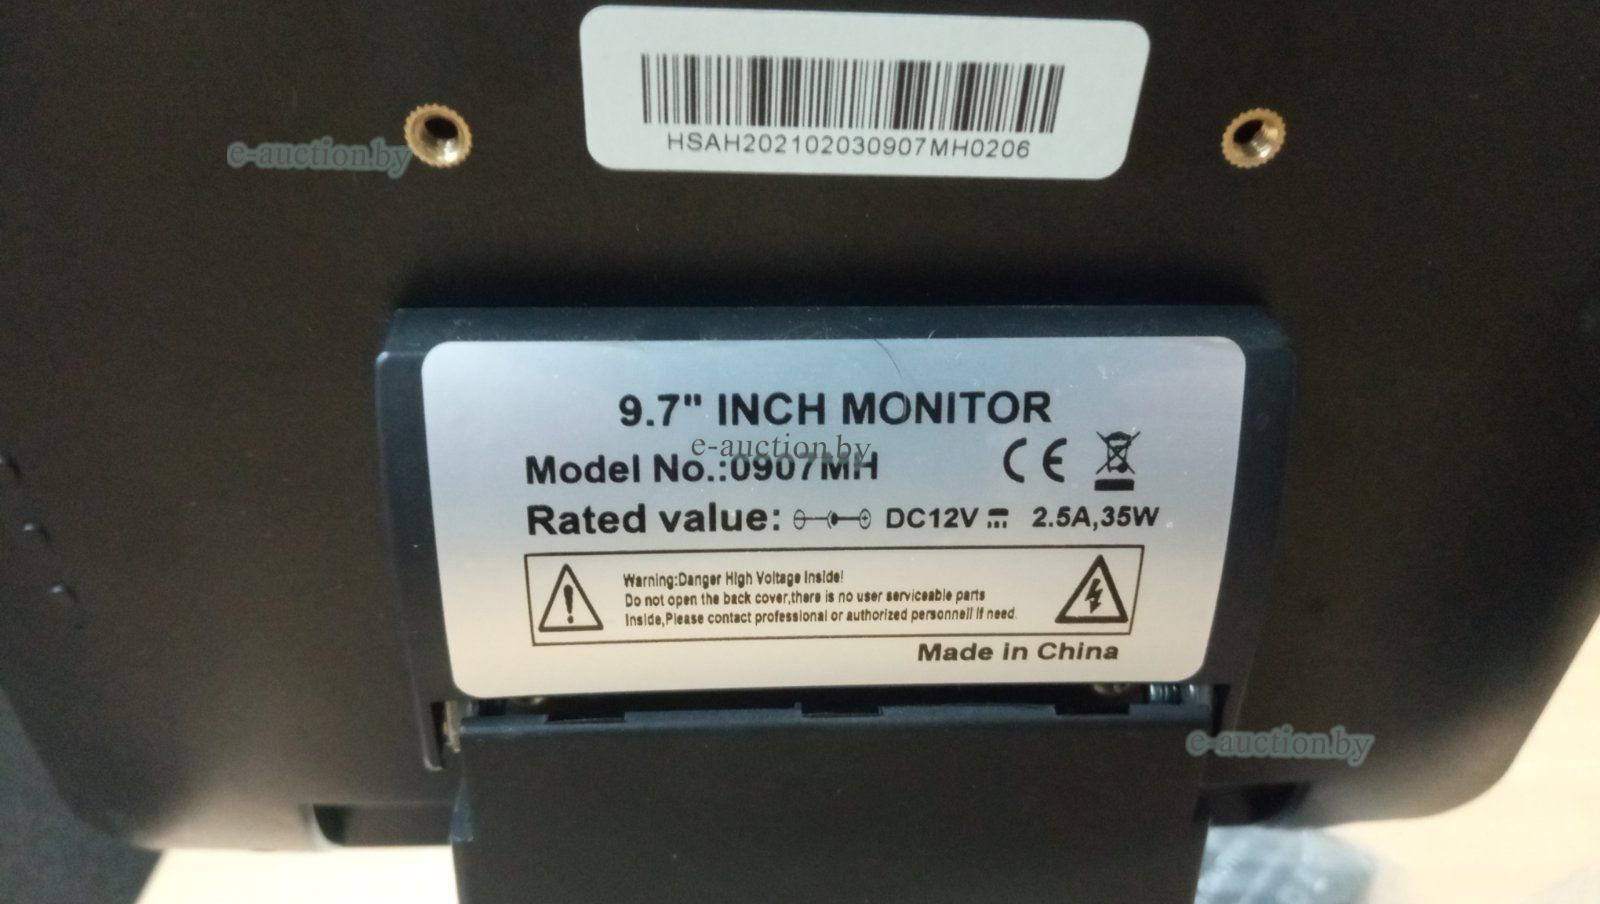 HSAH202102030907MH0206
e-auction.by
9.7" INCH MONITOR
e-auction.by
Model No.:0907MH
CE
Rated value: DC12V 2.5A,35W
Warning:Danger High Voltage Inside!
Do not open the back cover,there is no user serviceable parts
Inside,Please contact professional or authorized personnell if need.
Made in China
e-auction.by